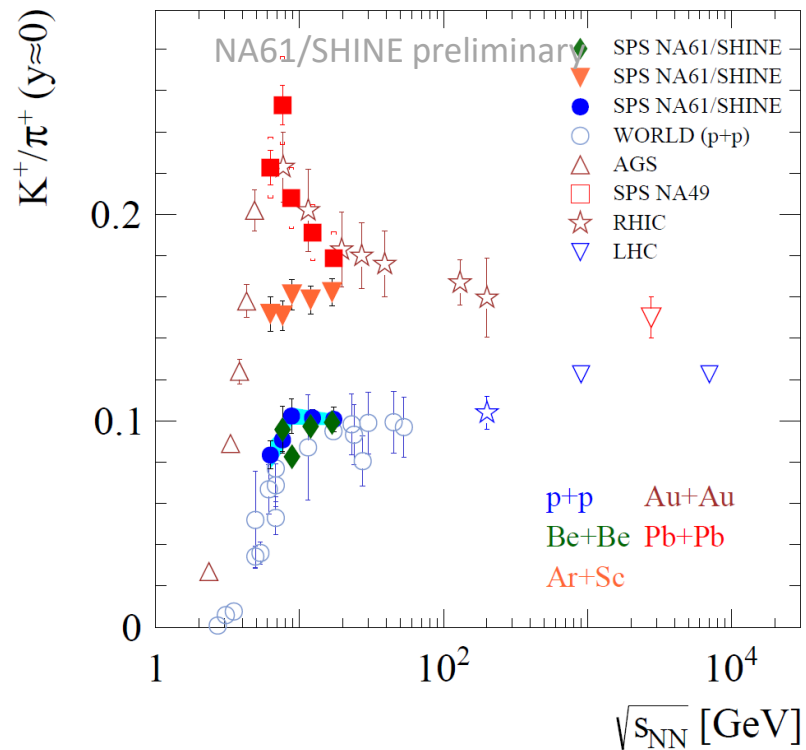 NA61/SHINE preliminary
K⁺/π⁺ (y≈0)
SPS NA61/SHINE
SPS NA61/SHINE
SPS NA61/SHINE
WORLD (p+p)
AGS
SPS NA49
RHIC
LHC
0.2
0.1
0
p+p Au+Au
Be+Be Pb+Pb
Ar+Sc
1 10² 10⁴
√s_NN [GeV]